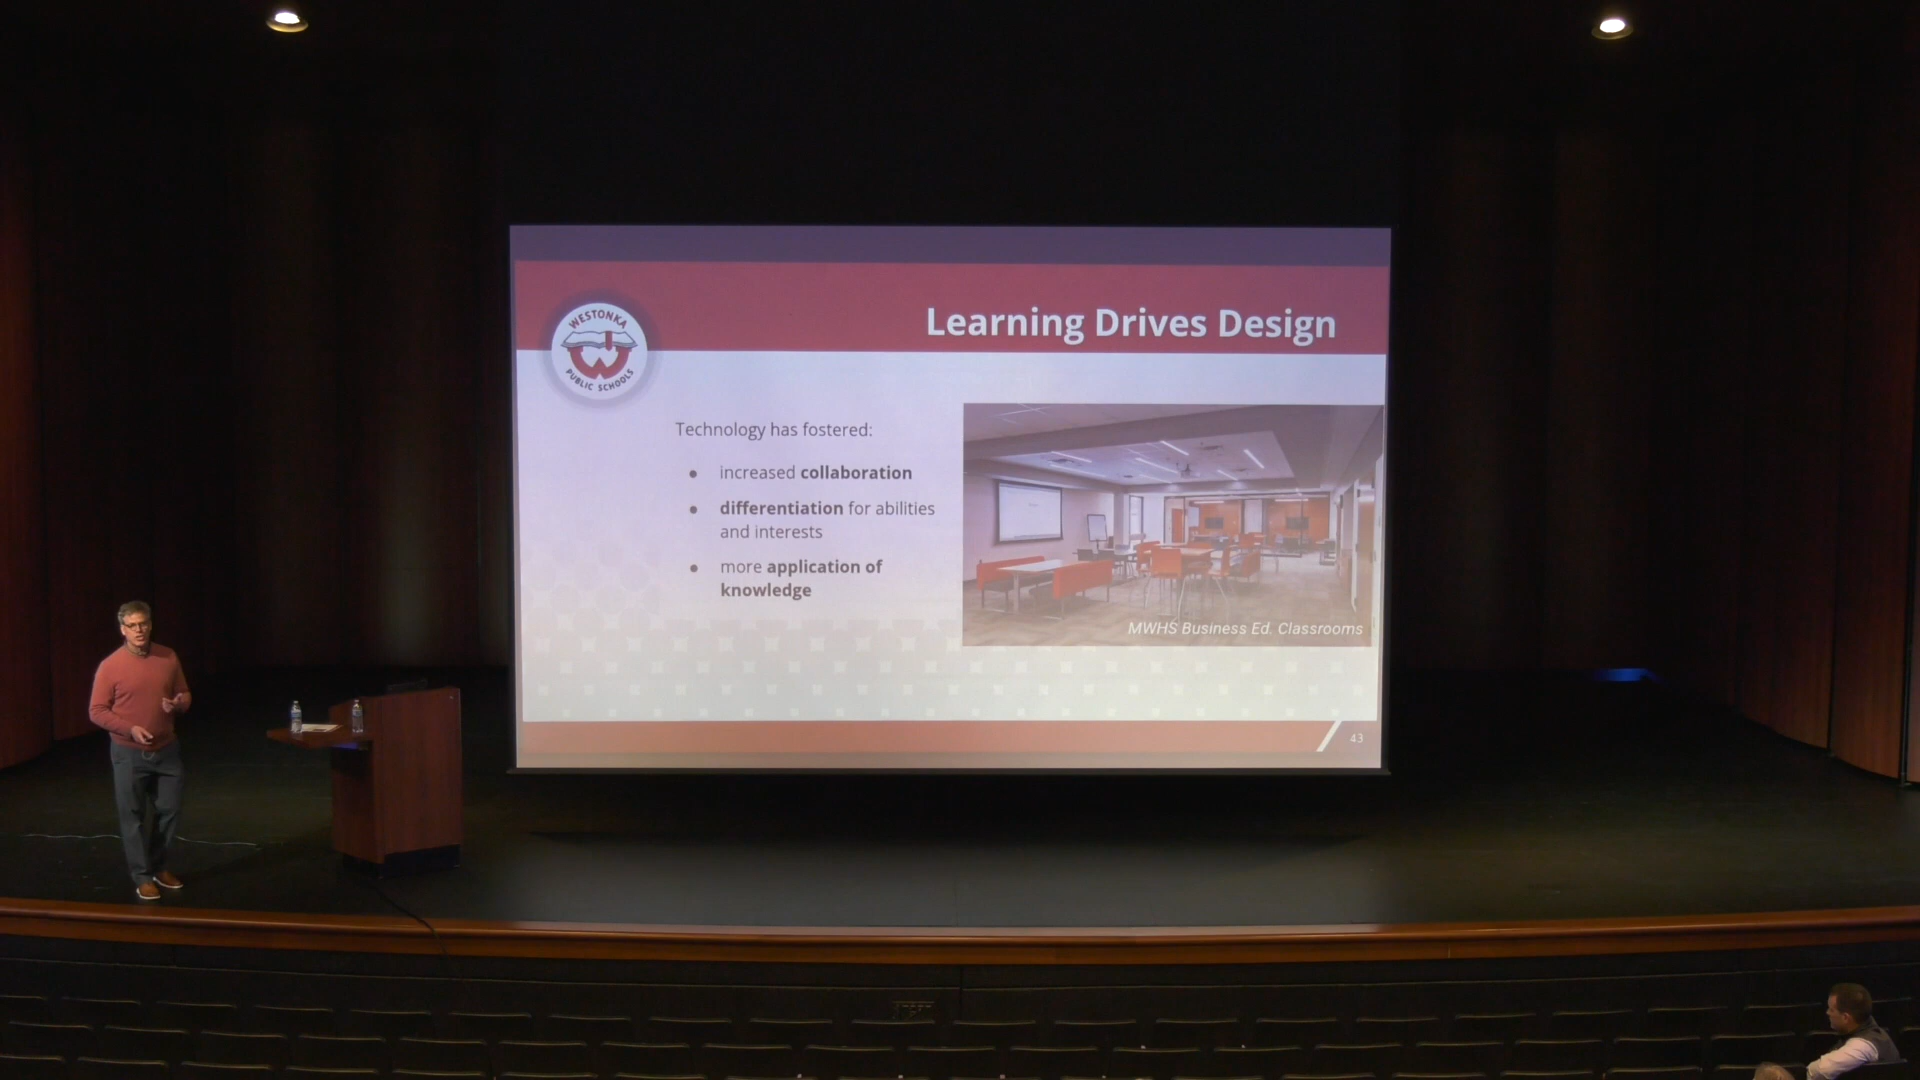 Learning Drives Design
WESTONKA
W
PUBLIC SCHOOLS
Technology has fostered:
● increased collaboration
● differentiation for abilities
and interests
● more application of
knowledge
MWHS Business Ed. Classrooms
43